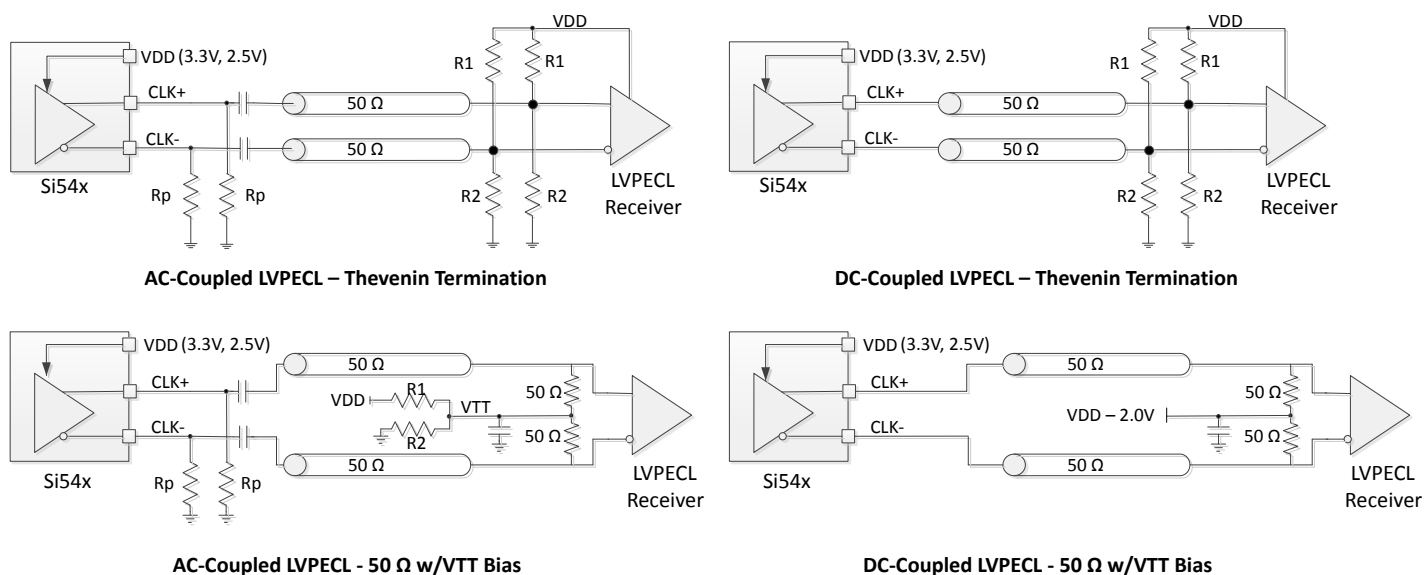 VDD
VDD (3.3V, 2.5V)
R1
R1
CLK+
50 Ω
CLK-
50 Ω
Si54x
Rp
Rp
R2
R2
LVPECL
Receiver
AC-Coupled LVPECL – Thevenin Termination
VDD
VDD (3.3V, 2.5V)
R1
R1
CLK+
50 Ω
CLK-
50 Ω
Si54x
R2
R2
LVPECL
Receiver
DC-Coupled LVPECL – Thevenin Termination
VDD (3.3V, 2.5V)
50 Ω
CLK+
R1
VDD
VTT
50 Ω
CLK-
R2
50 Ω
50 Ω
Si54x
Rp
Rp
LVPECL
Receiver
AC-Coupled LVPECL - 50 Ω w/VTT Bias
VDD (3.3V, 2.5V)
50 Ω
CLK+
50 Ω
VDD – 2.0V
CLK-
50 Ω
50 Ω
Si54x
LVPECL
Receiver
DC-Coupled LVPECL - 50 Ω w/VTT Bias